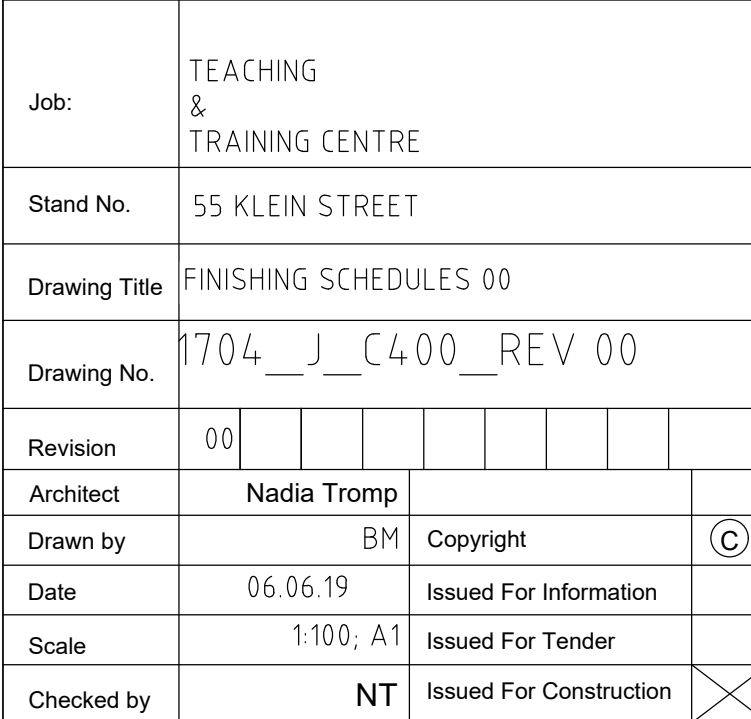 Job:
TEACHING
&
TRAINING CENTRE
Stand No.
55 KLEIN STREET
Drawing Title
FINISHING SCHEDULES 00
Drawing No.
1704__J__C400__REV 00
Revision
00
Architect
Nadia Tromp
Drawn by
BM
Copyright
©
Date
06.06.19
Issued For Information
Scale
1:100; A1
Issued For Tender
Checked by
NT
Issued For Construction